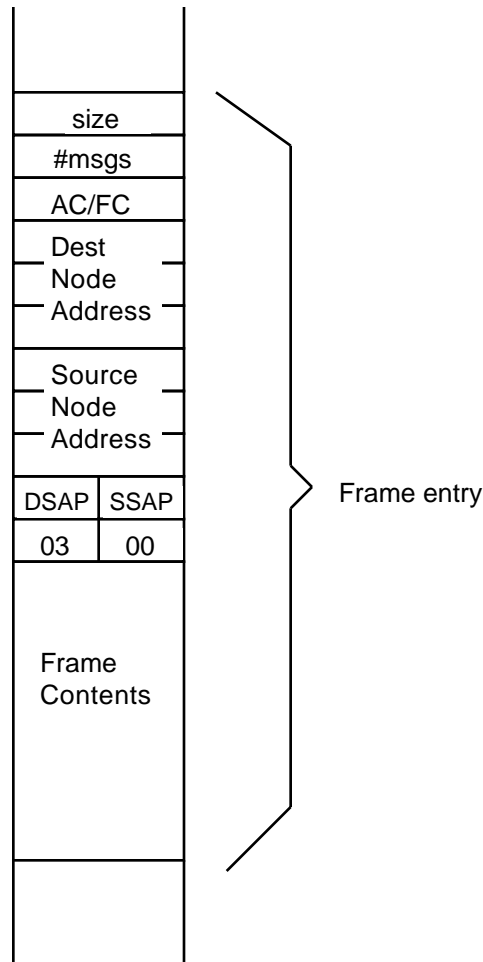 size
#msgs
AC/FC
Dest
Node
Address
Source
Node
Address
DSAP SSAP
03 00
Frame entry
Frame
Contents